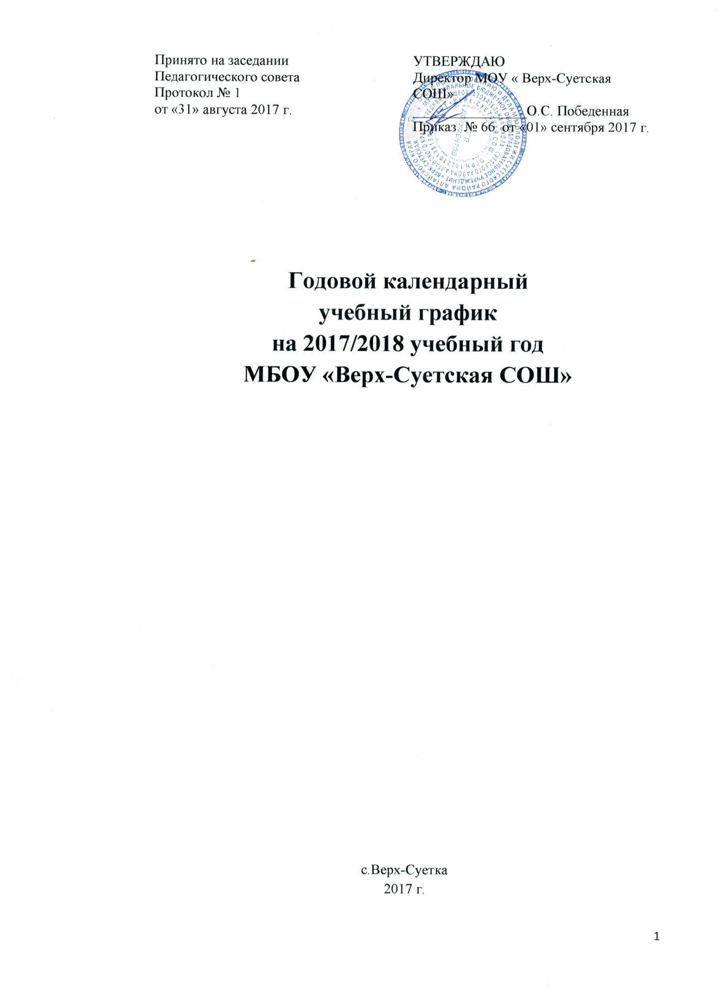 Принято на заседании
Педагогического совета
Протокол № 1
от «31» августа 2017 г.
УТВЕРЖДАЮ
Директор МОУ « Верх-Суетская
СОШ»
О.С. Победенная
Приказ № 66 от «01» сентября 2017 г.
Годовой календарный
учебный график
на 2017/2018 учебный год
МБОУ «Верх-Суетская СОШ»
с.Верх-Суетка
2017 г.
1